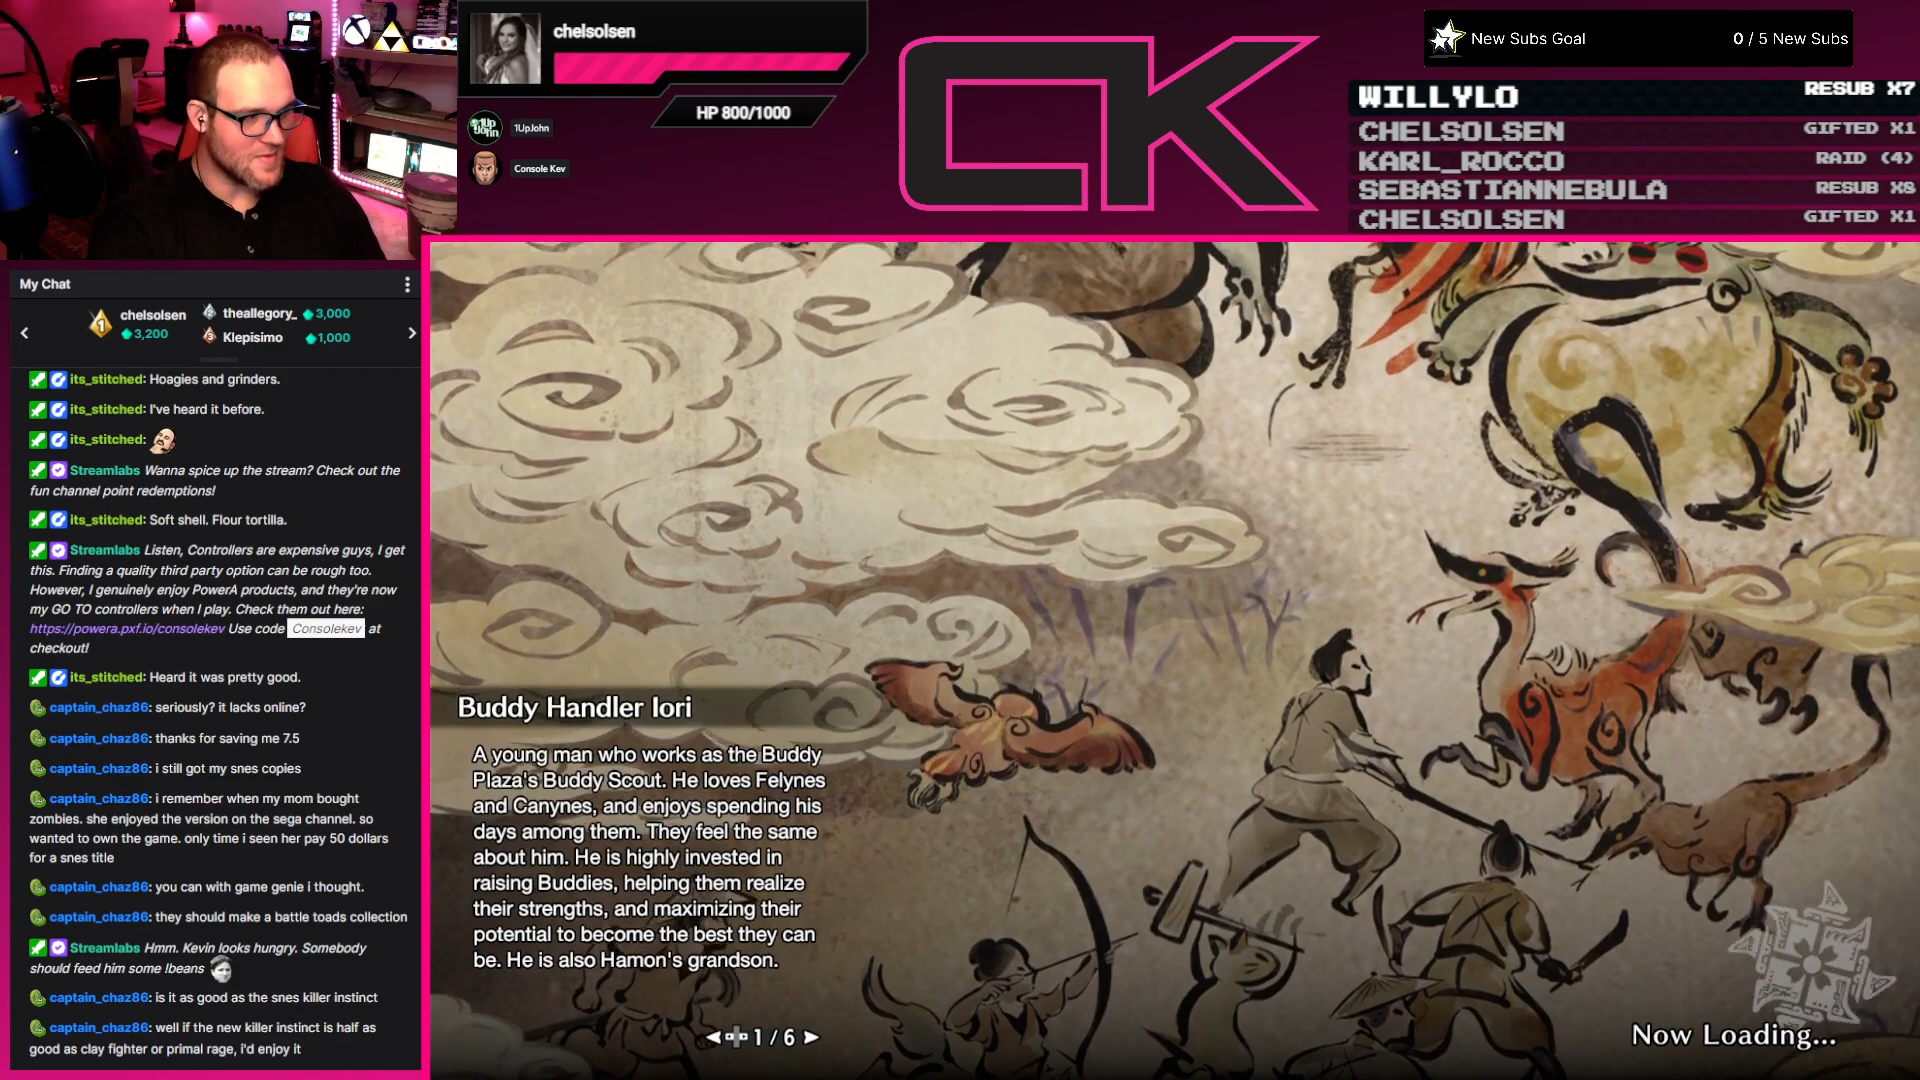 chelsolsen
HP 800/1000
1UpJohn
Console Kev
CK
New Subs Goal
0 / 5 New Subs
WILLYLO RESUB X7
CHELSOLSEN GIFTED X1
KARL_ROCCO RAID (4)
SEBASTIANNEBULA RESUB X8
CHELSOLSEN GIFTED X1
My Chat
1 chelsolsen 3,200
theallegory_ 3,000
Klepisimo 1,000
its_stitched: Hoagies and grinders.
its_stitched: I've heard it before.
its_stitched:
Streamlabs Wanna spice up the stream? Check out the
fun channel point redemptions!
its_stitched: Soft shell. Flour tortilla.
Streamlabs Listen, Controllers are expensive guys, I get
this. Finding a quality third party option can be rough too.
However, I genuinely enjoy PowerA products, and they're now
my GO TO controllers when I play. Check them out here:
https://powera.pxf.io/consolekev Use code Consolekev at
checkout!
its_stitched: Heard it was pretty good.
captain_chaz86: seriously? it lacks online?
captain_chaz86: thanks for saving me 7.5
captain_chaz86: i still got my snes copies
captain_chaz86: i remember when my mom bought
zombies. she enjoyed the version on the sega channel. so
wanted to own the game. only time i seen her pay 50 dollars
for a snes title
captain_chaz86: you can with game genie i thought.
captain_chaz86: they should make a battle toads collection
Streamlabs Hmm. Kevin looks hungry. Somebody
should feed him some !beans
captain_chaz86: is it as good as the snes killer instinct
captain_chaz86: well if the new killer instinct is half as
good as clay fighter or primal rage, i'd enjoy it
Buddy Handler Iori
A young man who works as the Buddy
Plaza's Buddy Scout. He loves Felynes
and Canynes, and enjoys spending his
days among them. They feel the same
about him. He is highly invested in
raising Buddies, helping them realize
their strengths, and maximizing their
potential to become the best they can
be. He is also Hamon's grandson.
1 / 6
Now Loading...